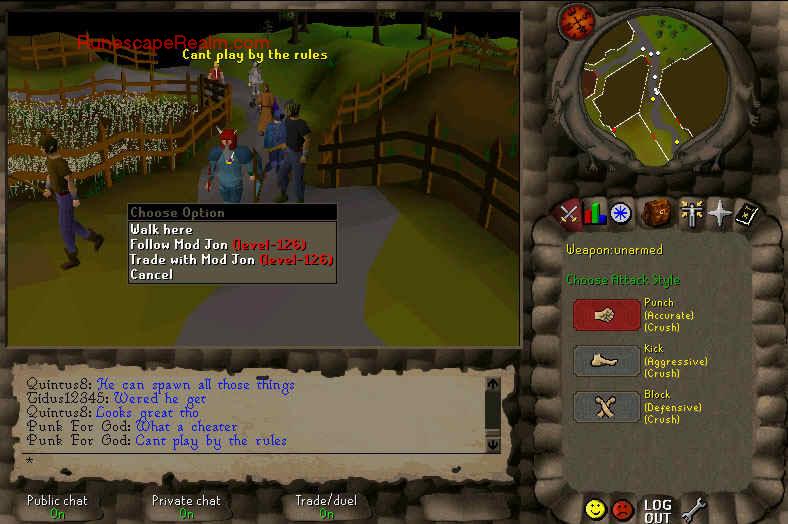 RunescapeRealm.com
Cant play by the rules
Choose Option
Walk here
Follow Mod Jon (level-126)
Trade with Mod Jon (level-126)
Cancel
Quintus8: He can spawn all those things
Tidus12345: Wered he get
Quintus8: Looks great tho
Punk For God: What a cheater
Punk For God: Cant play by the rules
*
Public chat
On
Private chat
On
Trade/duel
On
Weapon:unarmed
Choose Attack Style
Punch
(Accurate)
(Crush)
Kick
(Aggressive)
(Crush)
Block
(Defensive)
(Crush)
LOG
OUT